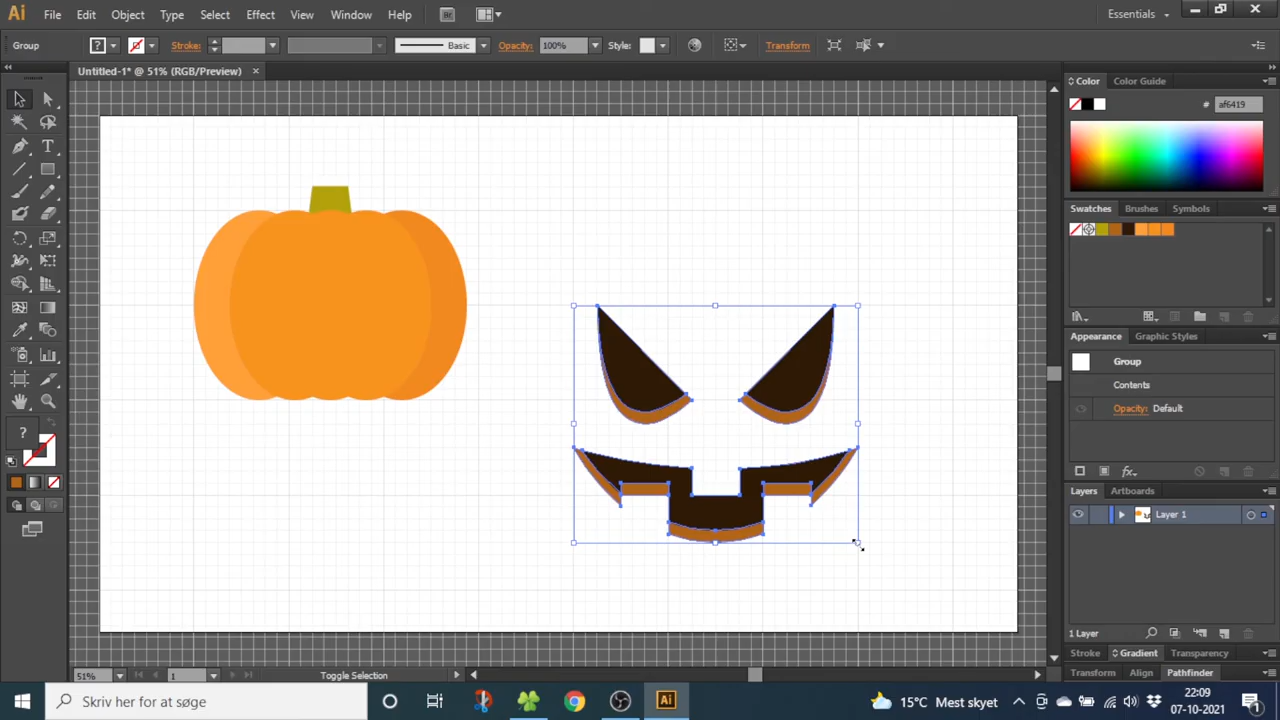 Ai File Edit Object Type Select Effect View Window Help Br Essentials
Group ? Stroke: Basic Opacity: 100% Style: Transform
Untitled-1* @ 51% (RGB/Preview)
Color Color Guide
# af6419
Swatches Brushes Symbols
Appearance Graphic Styles
Group
Contents
Opacity: Default
?
Layers Artboards
Layer 1
1 Layer
Stroke Gradient Transparency
Transform Align Pathfinder
51% 1 Toggle Selection
Skriv her for at søge
Ai
15°C Mest skyet
22:09
07-10-2021
1